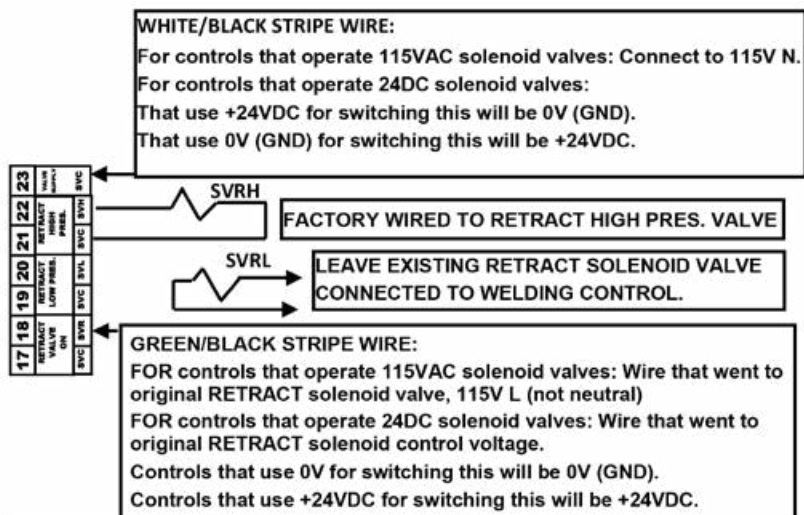 WHITE/BLACK STRIPE WIRE:
For controls that operate 115VAC solenoid valves: Connect to 115V N.
For controls that operate 24DC solenoid valves:
That use +24VDC for switching this will be 0V (GND).
That use 0V (GND) for switching this will be +24VDC.
23 VALVE SUPPLY SVC
22 RETRACT HIGH PRES. SVH
21 SVC
20 RETRACT LOW PRES. SVL
19 SVC
18 RETRACT VALVE ON SVR
17 SVC
SVRH
FACTORY WIRED TO RETRACT HIGH PRES. VALVE
SVRL
LEAVE EXISTING RETRACT SOLENOID VALVE
CONNECTED TO WELDING CONTROL.
GREEN/BLACK STRIPE WIRE:
FOR controls that operate 115VAC solenoid valves: Wire that went to
original RETRACT solenoid valve, 115V L (not neutral)
FOR controls that operate 24DC solenoid valves: Wire that went to
original RETRACT solenoid control voltage.
Controls that use 0V for switching this will be 0V (GND).
Controls that use +24VDC for switching this will be +24VDC.